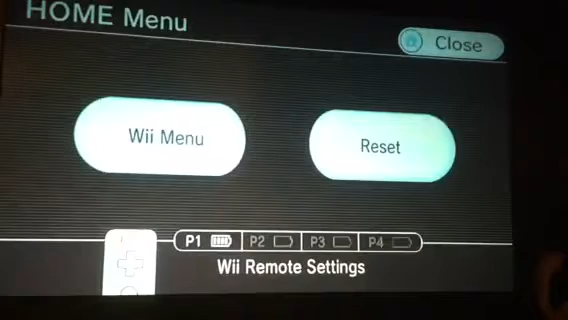 HOME Menu
Close
Wii Menu
Reset
P1 P2 P3 P4
Wii Remote Settings